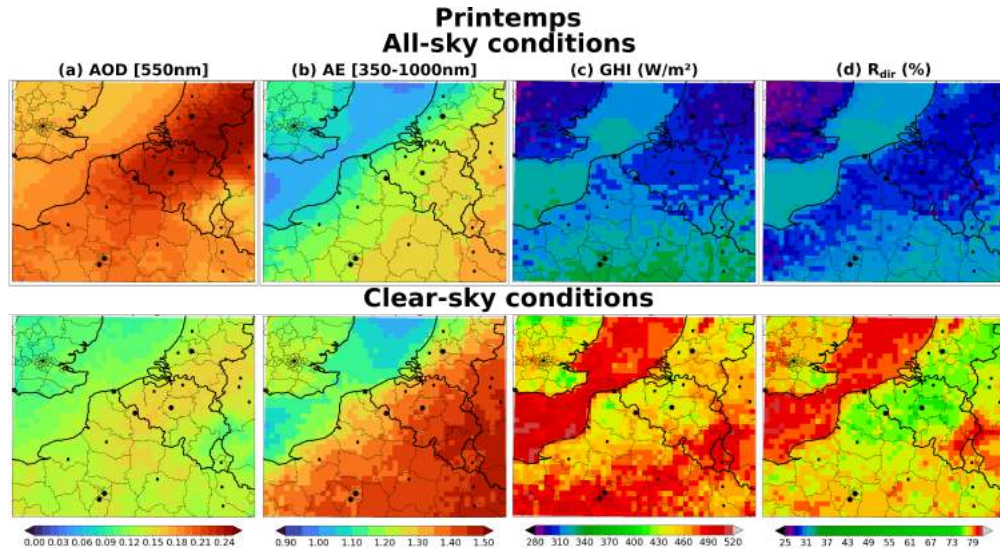 Printemps
All-sky conditions
(a) AOD [550nm]
(b) AE [350-1000nm]
(c) GHI (W/m²)
(d) Rdir (%)
Clear-sky conditions
0.00 0.03 0.06 0.09 0.12 0.15 0.18 0.21 0.24
0.90 1.00 1.10 1.20 1.30 1.40 1.50
280 310 340 370 400 430 460 490 520
25 31 37 43 49 55 61 67 73 79